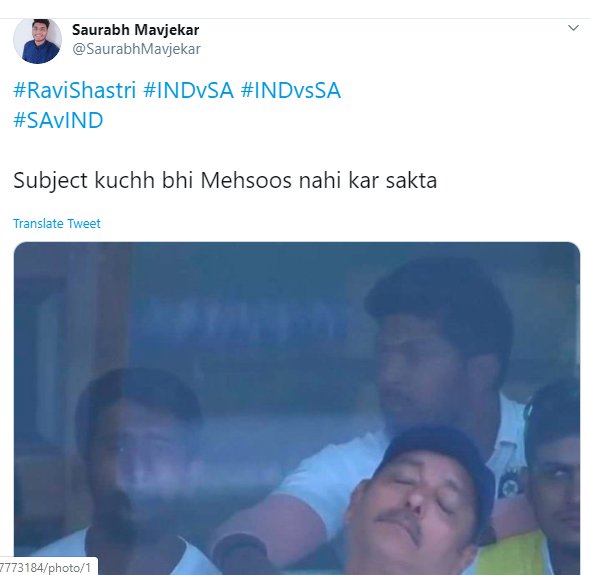 Saurabh Mavjekar
@SaurabhMavjekar
#RaviShastri #INDvSA #INDvsSA
#SAvIND
Subject kuchh bhi Mehsoos nahi kar sakta
Translate Tweet
7773184/photo/1